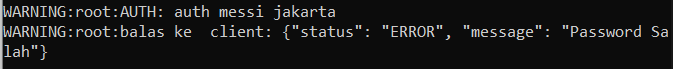 WARNING:root:AUTH: auth messi jakarta
WARNING:root:balas ke  client: {"status": "ERROR", "message": "Password Sa
lah"}